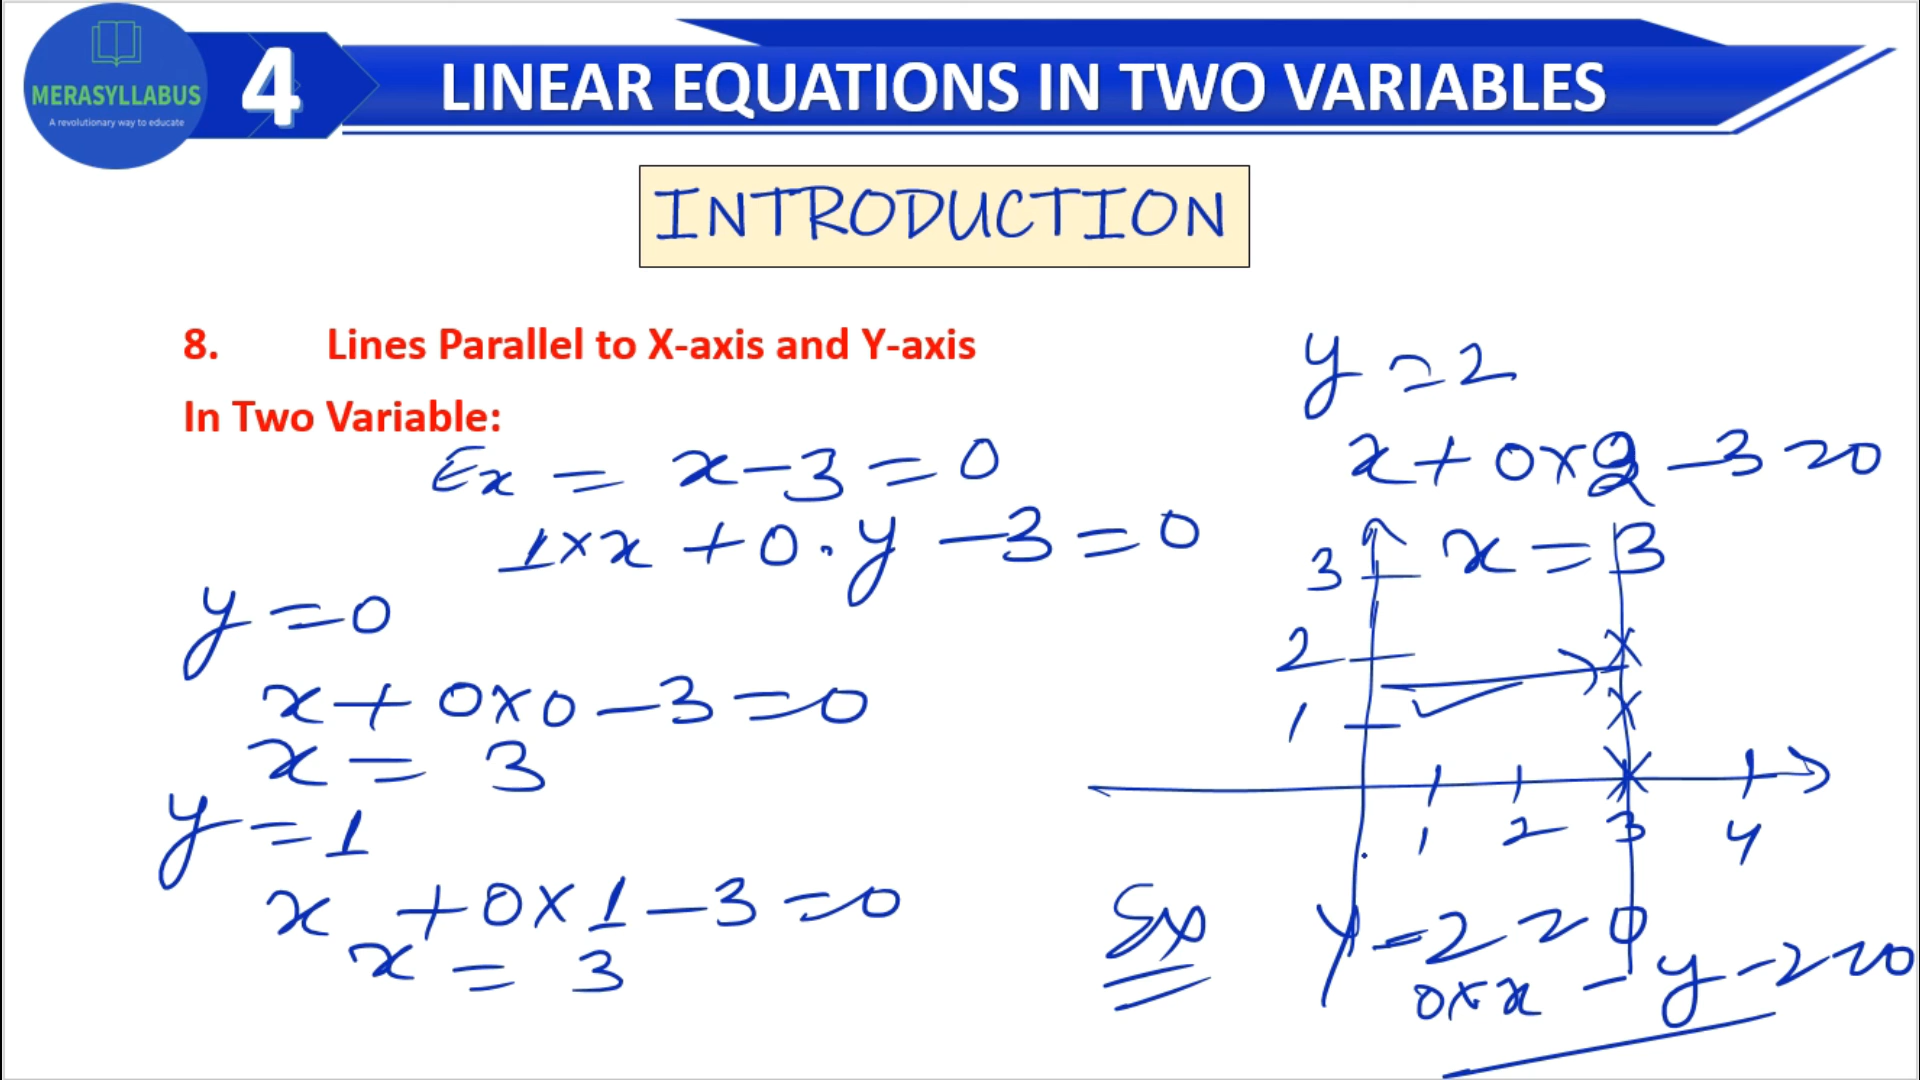 MERASYLLABUS
A revolutionary way to educate
4
LINEAR EQUATIONS IN TWO VARIABLES
INTRODUCTION
8. Lines Parallel to X-axis and Y-axis
In Two Variable:
Ex = x-3=0
1×x+0.y-3=0
y=0
x+0×0-3=0
x=3
y=1
x+0×1-3=0
x=3
y=2
x+0×2-3=0
x=3
3
2
1
1 2 3 4
Ex y-2=0
0×x-y-2=0